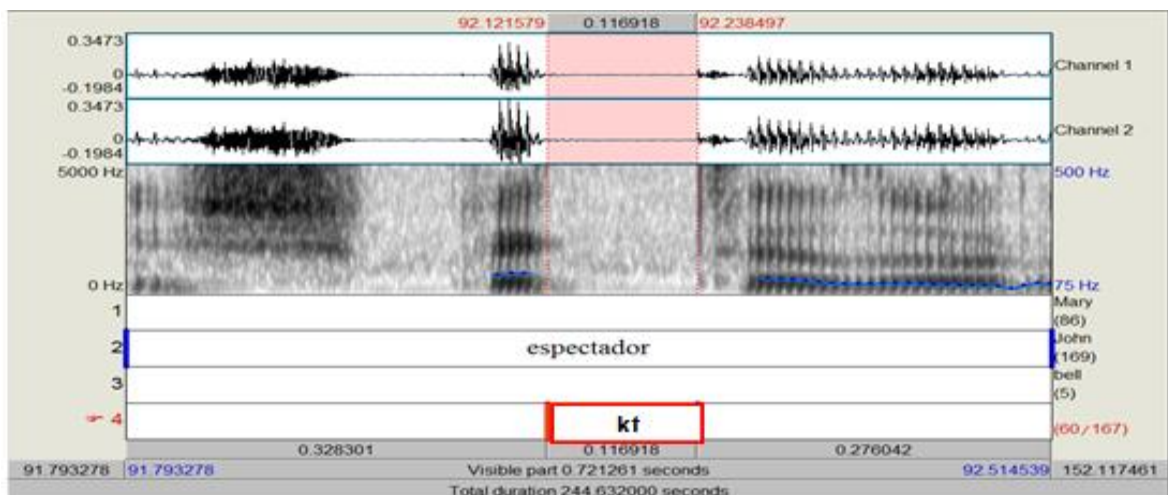 92.121579 0.116918 92.238497
0.3473
0
-0.1984
Channel 1
0.3473
0
-0.1984
Channel 2
5000 Hz
500 Hz
0 Hz
75 Hz
1
Mary
(86)
2
espectador
John
(169)
3
bell
(5)
4
kt
(60/167)
0.328301 0.116918 0.276042
91.793278 91.793278 Visible part 0.721261 seconds 92.514539 152.117461
Total duration 244.632000 seconds